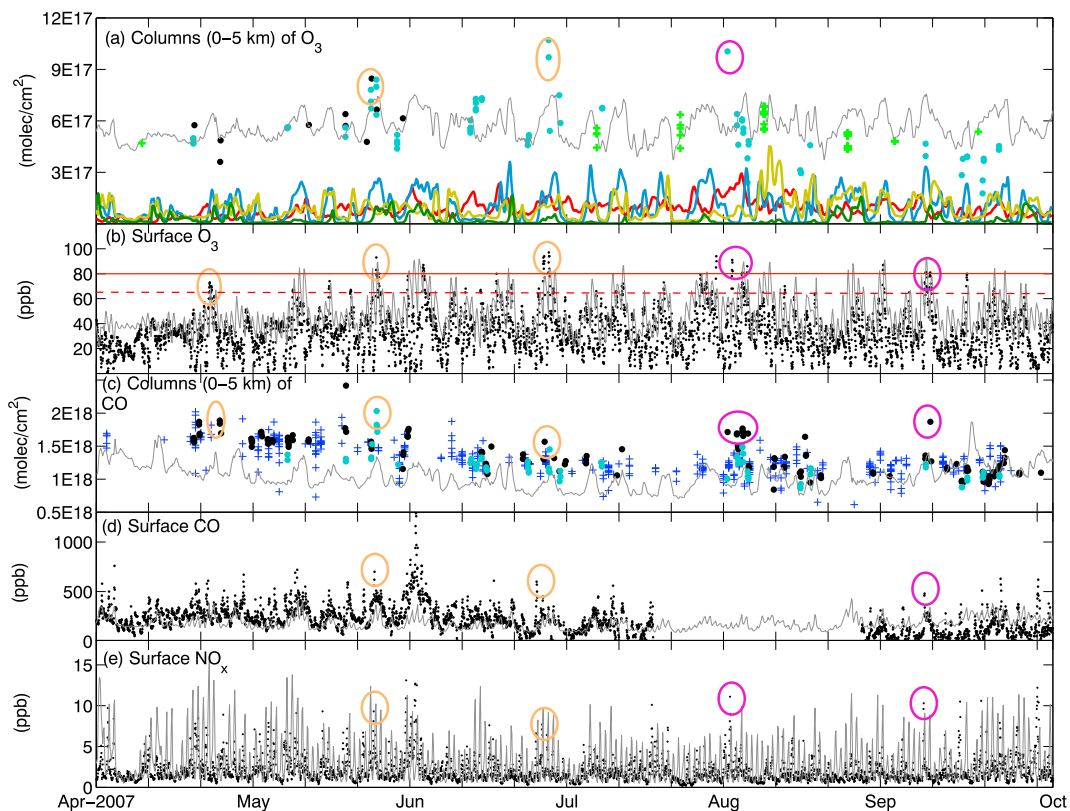 12E17
(a) Columns (0−5 km) of O3
9E17
6E17
3E17
(molec/cm2)
(b) Surface O3
100
80
60
40
20
(ppb)
(c) Columns (0−5 km) of
CO
2E18
1.5E18
1E18
0.5E18
(molec/cm2)
(d) Surface CO
1000
500
0
(ppb)
(e) Surface NOx
15
10
5
0
(ppb)
Apr−2007 May Jun Jul Aug Sep Oct